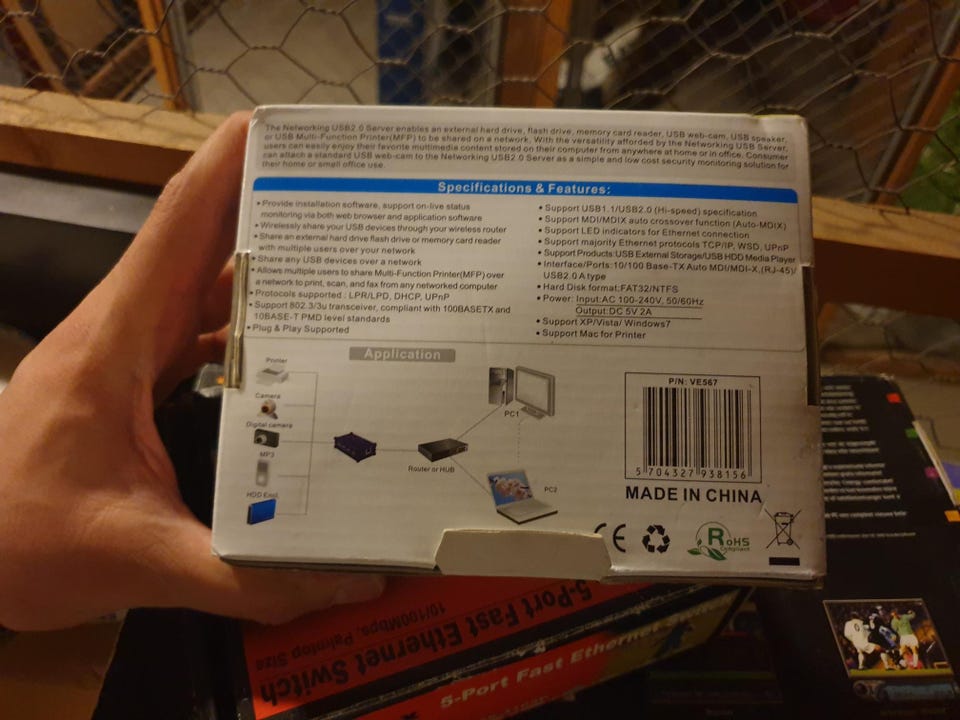 The Networking USB2.0 Server enables an external hard drive, flash drive, memory card reader, USB web-cam, USB speaker,
or USB Multi-Function Printer(MFP) to be shared on a network. With the versatility afforded by the Networking USB Server,
users can easily enjoy their favorite multimedia content stored on their computer from anywhere at home or in office. Consumer
can attach a standard USB web-cam to the Networking USB2.0 Server as a simple and low cost security monitoring solution for
their home or small office use.
Specifications & Features:
• Provide installation software, support on-live status
monitoring via both web browser and application software
• Wirelessly share your USB devices through your wireless router
• Share an external hard drive flash drive or memory card reader
with multiple users over your network
• Share any USB devices over a network
• Allows multiple users to share Multi-Function Printer(MFP) over
a network to print, scan, and fax from any networked computer
• Protocols supported : LPR/LPD, DHCP, UPnP
• Support 802.3/3u transceiver, compliant with 100BASETX and
10BASE-T PMD level standards
• Plug & Play Supported
• Support USB1.1/USB2.0 (Hi-speed) specification
• Support MDI/MDIX auto crossover function (Auto-MDIX)
• Support LED indicators for Ethernet connection
• Support majority Ethernet protocols TCP/IP, WSD, UPnP
• Support Products:USB External Storage/USB HDD Media Player
• Interface/Ports:10/100 Base-TX Auto MDI/MDI-X,(RJ-45)/
USB2.0 A type
• Hard Disk format:FAT32/NTFS
• Power: Input:AC 100-240V, 50/60Hz
Output:DC 5V 2A
• Support XP/Vista/ Windows7
• Support Mac for Printer
Application
Printer
Camera
Digital camera
MP3
HDD Encl.
Router or HUB
PC1
PC2
P/N: VE567
5 704327 938156
MADE IN CHINA
CE
RoHS
Compliant
5-Port Fast Ethernet Switch
10/100Mbps, Palmtop Size
5-Port Fast Ethernet